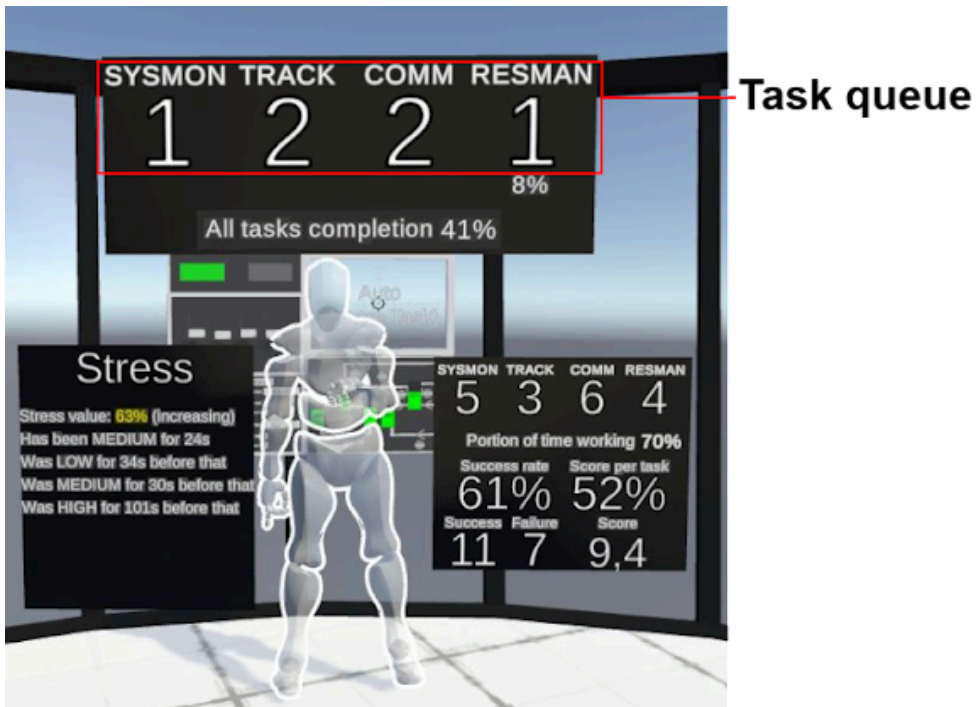 SYSMON TRACK COMM RESMAN
1 2 2 1
8%
All tasks completion 41%
Task queue
Auto
Task!
Stress
Stress value: 63% (increasing)
Has been MEDIUM for 24s
Was LOW for 34s before that
Was MEDIUM for 30s before that
Was HIGH for 101s before that
SYSMON TRACK COMM RESMAN
5 3 6 4
Portion of time working 70%
Success rate Score per task
61% 52%
Success Failure Score
11 7 9,4